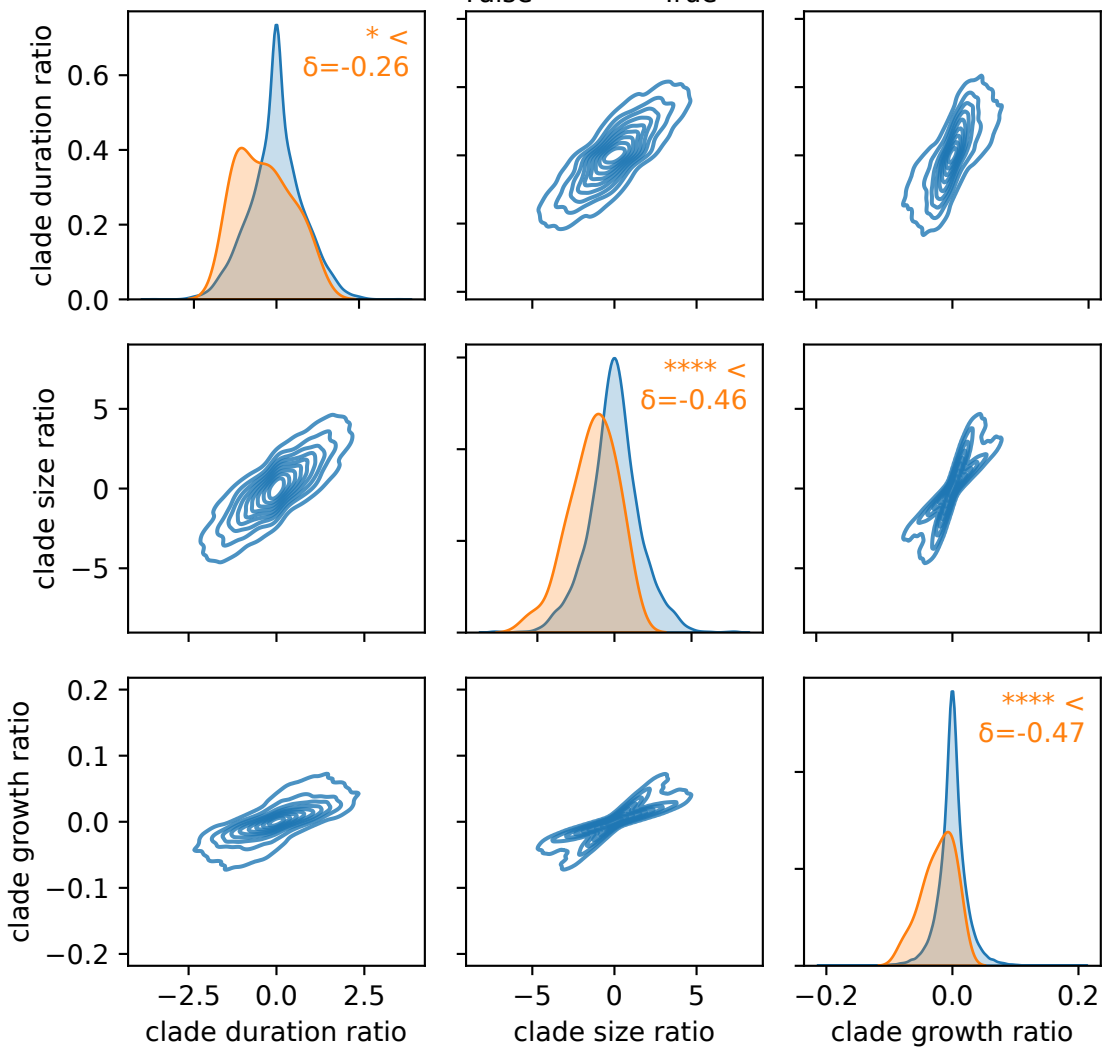 False True
clade duration ratio
0.6
0.4
0.2
0.0
* <
δ=-0.26
clade size ratio
5
0
−5
**** <
δ=-0.46
clade growth ratio
0.2
0.1
0.0
−0.1
−0.2
**** <
δ=-0.47
−2.5 0.0 2.5
−5 0 5
−0.2 0.0 0.2
clade duration ratio
clade size ratio
clade growth ratio